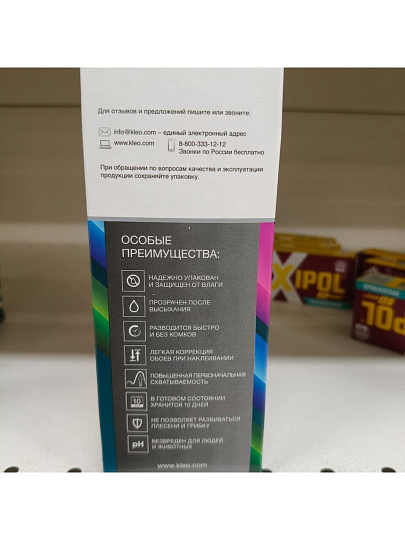 Для отзывов и предложений пишите или звоните:
info@kleo.com – единый электронный адрес
www.kleo.com
8-800-333-12-12
Звонки по России бесплатно
При обращении по вопросам качества и эксплуатации
продукции сохраняйте упаковку.
ОСОБЫЕ
ПРЕИМУЩЕСТВА:
НАДЕЖНО УПАКОВАН
И ЗАЩИЩЕН ОТ ВЛАГИ
ПРОЗРАЧЕН ПОСЛЕ
ВЫСЫХАНИЯ
РАЗВОДИТСЯ БЫСТРО
И БЕЗ КОМКОВ
ЛЕГКАЯ КОРРЕКЦИЯ
ОБОЕВ ПРИ НАКЛЕИВАНИИ
ПОВЫШЕННАЯ ПЕРВОНАЧАЛЬНАЯ
СХВАТЫВАЕМОСТЬ
10
В ГОТОВОМ СОСТОЯНИИ
ХРАНИТСЯ 10 ДНЕЙ
НЕ ПОЗВОЛЯЕТ РАЗВИВАТЬСЯ
ПЛЕСЕНИ И ГРИБКУ
pH
БЕЗВРЕДЕН ДЛЯ ЛЮДЕЙ
И ЖИВОТНЫХ
www.kleo.com
XIPOL
POL